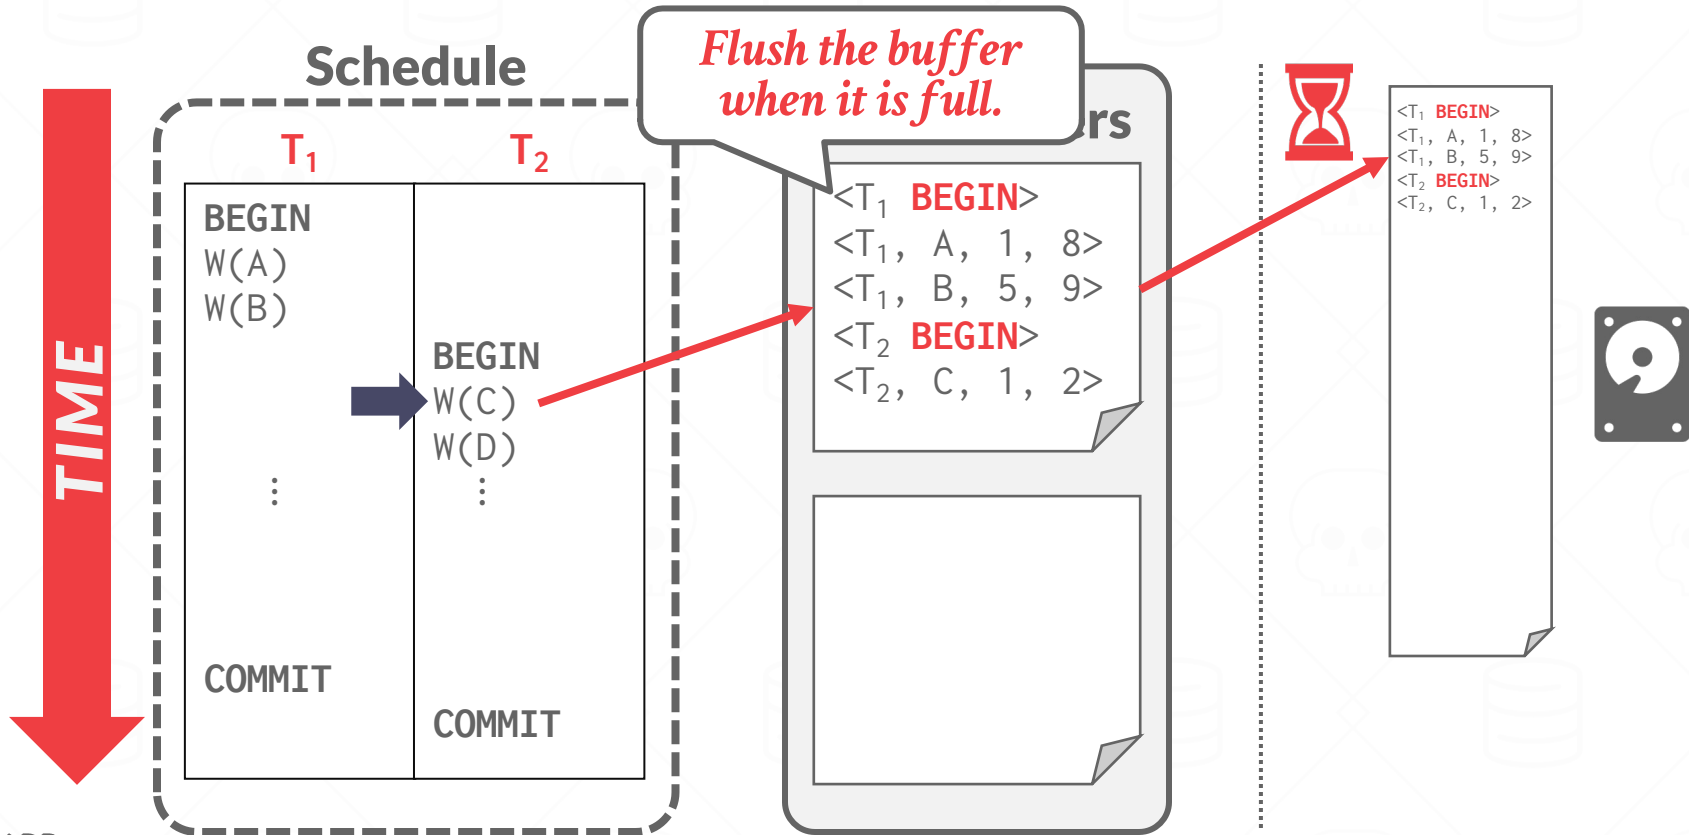 Schedule
Flush the buffer
when it is full.
TIME
T₁ T₂
BEGIN
W(A)
W(B)
BEGIN
W(C)
W(D)
⋮ ⋮
COMMIT
COMMIT
<T₁ BEGIN>
<T₁, A, 1, 8>
<T₁, B, 5, 9>
<T₂ BEGIN>
<T₂, C, 1, 2>
<T₁ BEGIN>
<T₁, A, 1, 8>
<T₁, B, 5, 9>
<T₂ BEGIN>
<T₂, C, 1, 2>